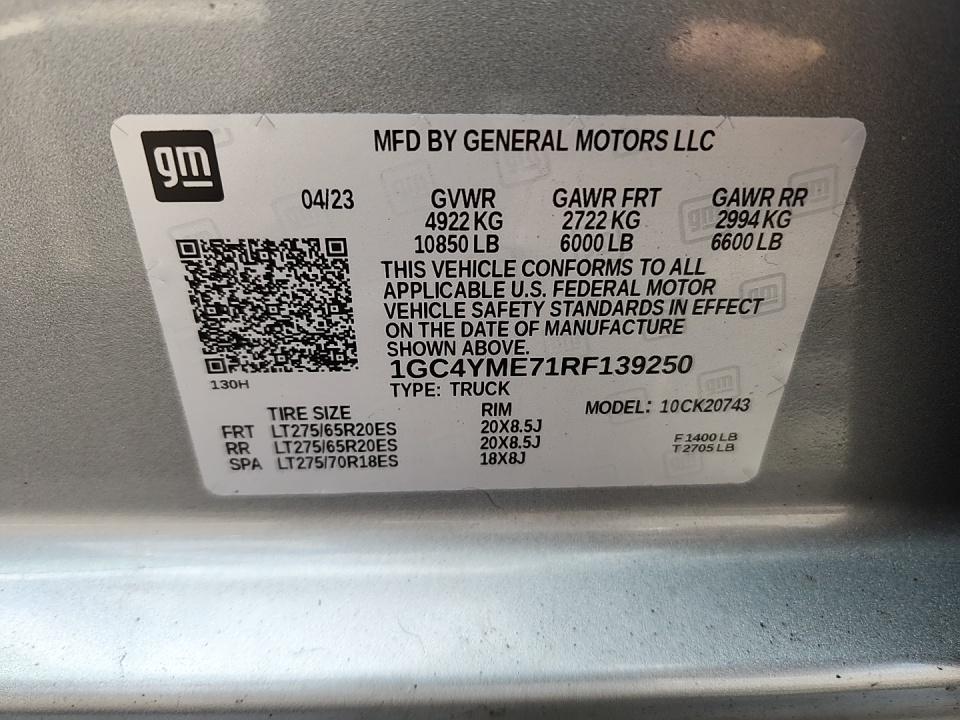 gm
MFD BY GENERAL MOTORS LLC
04/23 GVWR GAWR FRT GAWR RR
4922 KG 2722 KG 2994 KG
10850 LB 6000 LB 6600 LB
THIS VEHICLE CONFORMS TO ALL
APPLICABLE U.S. FEDERAL MOTOR
VEHICLE SAFETY STANDARDS IN EFFECT
ON THE DATE OF MANUFACTURE
SHOWN ABOVE.
1GC4YME71RF139250
130H
TYPE: TRUCK
TIRE SIZE RIM MODEL: 10CK20743
FRT LT275/65R20ES 20X8.5J
RR LT275/65R20ES 20X8.5J
SPA LT275/70R18ES 18X8J
F 1400 LB
T 2705 LB